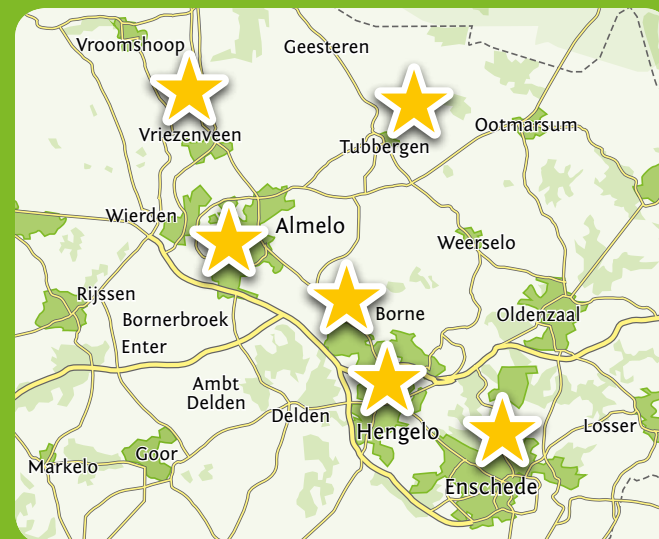 Vroomshoop
Geesteren
Vriezenveen
Tubbergen
Ootmarsum
Wierden
Almelo
Weerselo
Rijssen
Bornerbroek
Borne
Oldenzaal
Enter
Ambt
Delden
Delden
Hengelo
Losser
Goor
Markelo
Enschede